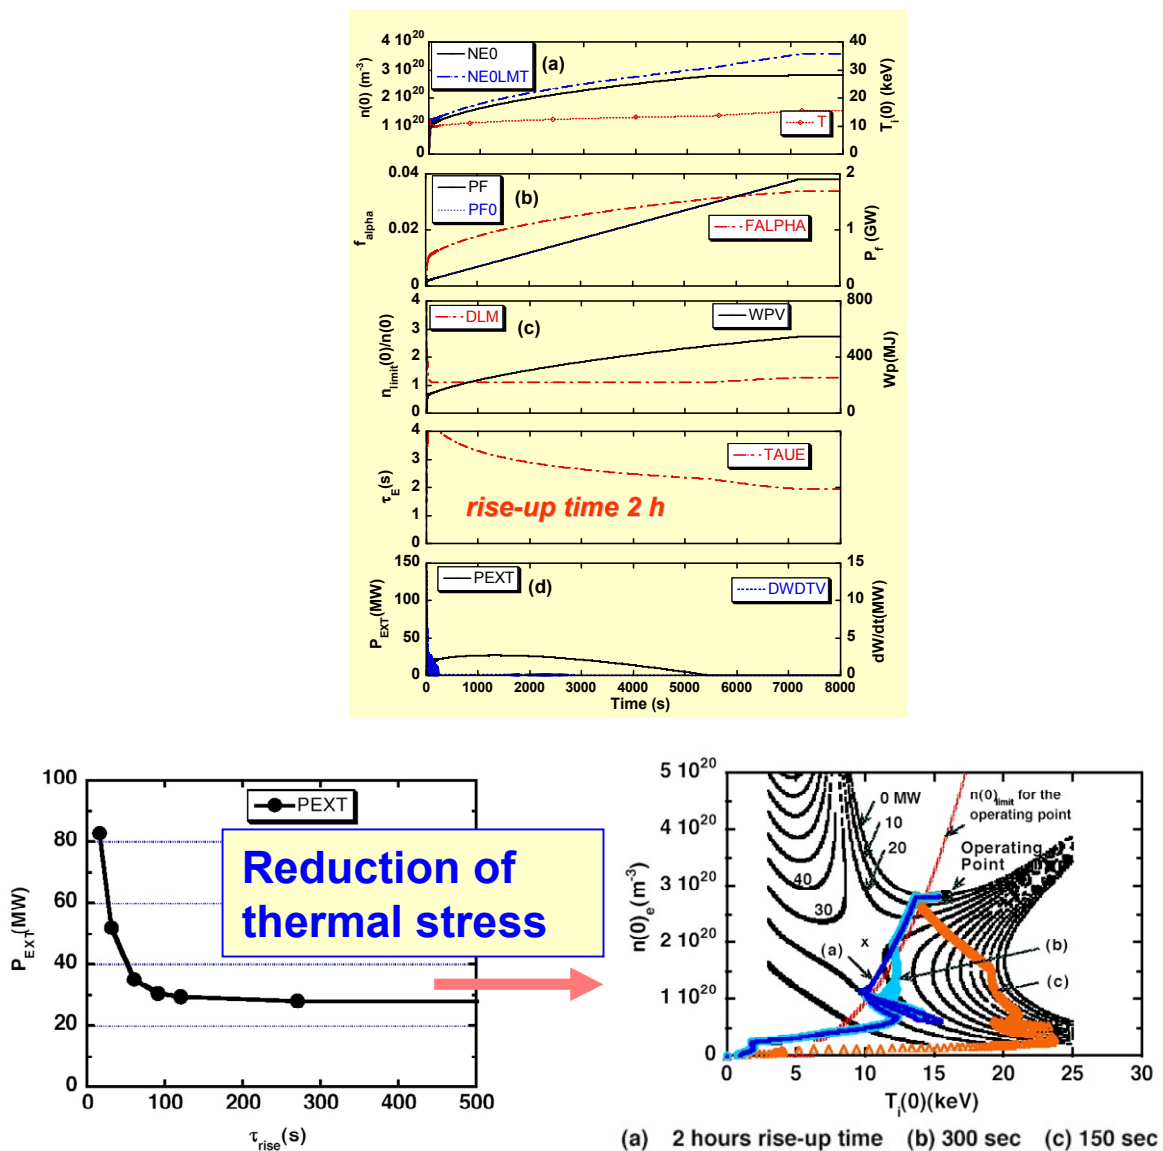 4 10^20
3 10^20
2 10^20
1 10^20
0
n(0) (m^-3)
NE0
NE0LMT
(a)
T
40
30
20
10
0
T_i(0) (keV)
0.04
0.02
0
f_alpha
PF
PF0
(b)
FALPHA
2
1
0
P_f (GW)
4
3
2
1
0
n_limit(0)/n(0)
DLM
(c)
WPV
800
400
0
Wp(MJ)
4
3
2
1
0
τ_E(s)
TAUE
rise-up time 2 h
150
100
50
0
P_EXT(MW)
PEXT
(d)
DWDTV
15
10
5
0
dW/dt(MW)
0 1000 2000 3000 4000 5000 6000 7000 8000
Time (s)
100
80
60
40
20
0
P_EXT(MW)
PEXT
0 100 200 300 400 500
τ_rise(s)
Reduction of
thermal stress
5 10^20
4 10^20
3 10^20
2 10^20
1 10^20
0
n(0)_e(m^-3)
0 MW
10
20
40
30
n(0)_limit for the
operating point
Operating
Point
(a)
x
(b)
(c)
0 5 10 15 20 25 30
T_i(0)(keV)
(a) 2 hours rise-up time (b) 300 sec (c) 150 sec